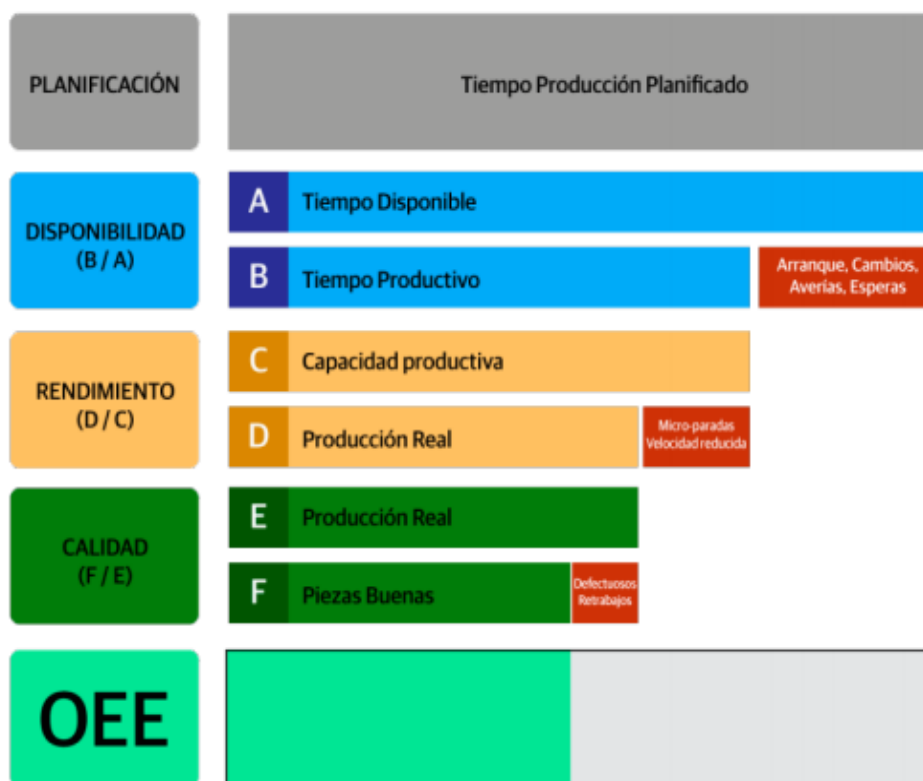 PLANIFICACIÓN
Tiempo Producción Planificado
DISPONIBILIDAD
(B / A)
A
Tiempo Disponible
B
Tiempo Productivo
Arranque, Cambios,
Averías, Esperas
RENDIMIENTO
(D / C)
C
Capacidad productiva
D
Producción Real
Micro-paradas
Velocidad reducida
CALIDAD
(F / E)
E
Producción Real
F
Piezas Buenas
Defectuosos
Retrabajos
OEE